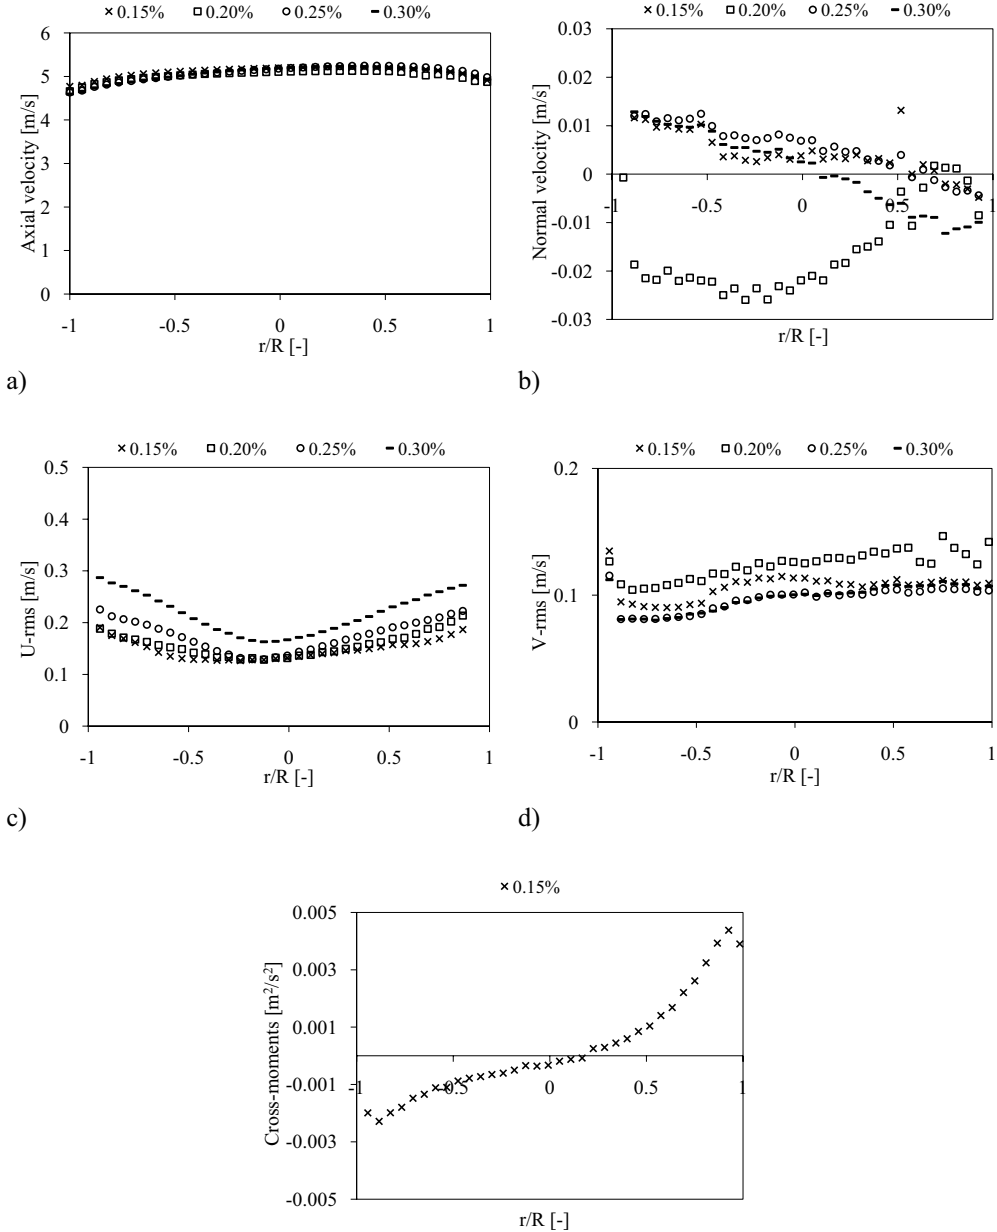 × 0.15% □ 0.20% ○ 0.25% – 0.30%
6
5
4
3
2
1
0
Axial velocity [m/s]
-1 -0.5 0 0.5 1
r/R [-]
a)
× 0.15% □ 0.20% ○ 0.25% – 0.30%
0.03
0.02
0.01
0
-0.01
-0.02
-0.03
Normal velocity [m/s]
-1 -0.5 0 0.5 1
r/R [-]
b)
× 0.15% □ 0.20% ○ 0.25% – 0.30%
0.5
0.4
0.3
0.2
0.1
0
U-rms [m/s]
-1 -0.5 0 0.5 1
r/R [-]
c)
× 0.15% □ 0.20% ○ 0.25% – 0.30%
0.2
0.1
0
V-rms [m/s]
-1 -0.5 0 0.5 1
r/R [-]
d)
× 0.15%
0.005
0.003
0.001
-0.001
-0.003
-0.005
Cross-moments [m²/s²]
-1 -0.5 0 0.5 1
r/R [-]